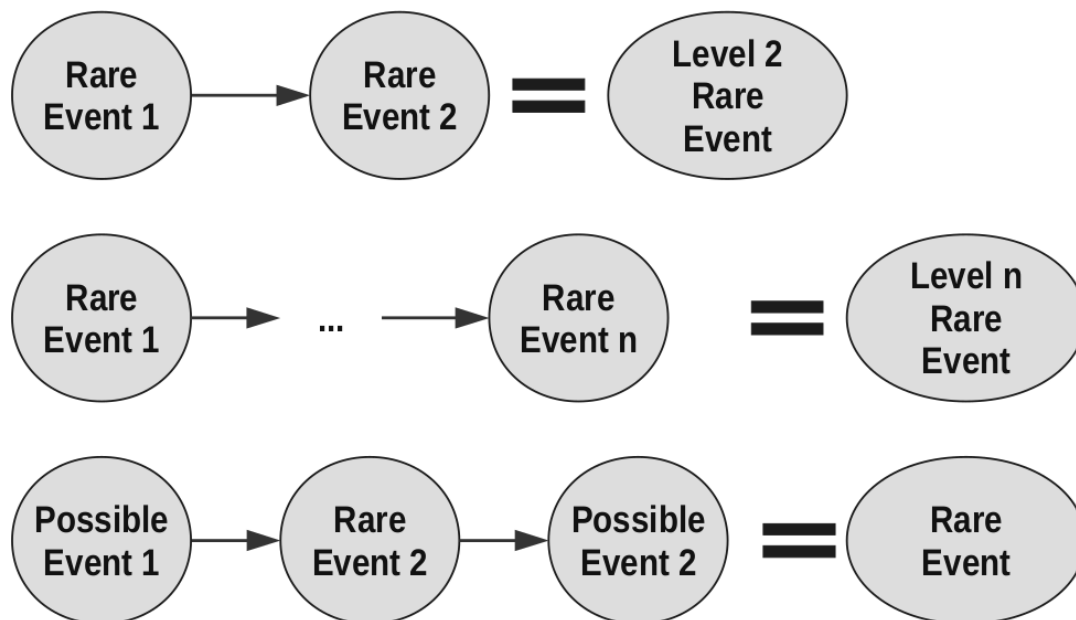 Rare
Event 1
Rare
Event 2
=
Level 2
Rare
Event
Rare
Event 1
...
Rare
Event n
=
Level n
Rare
Event
Possible
Event 1
Rare
Event 2
Possible
Event 2
=
Rare
Event